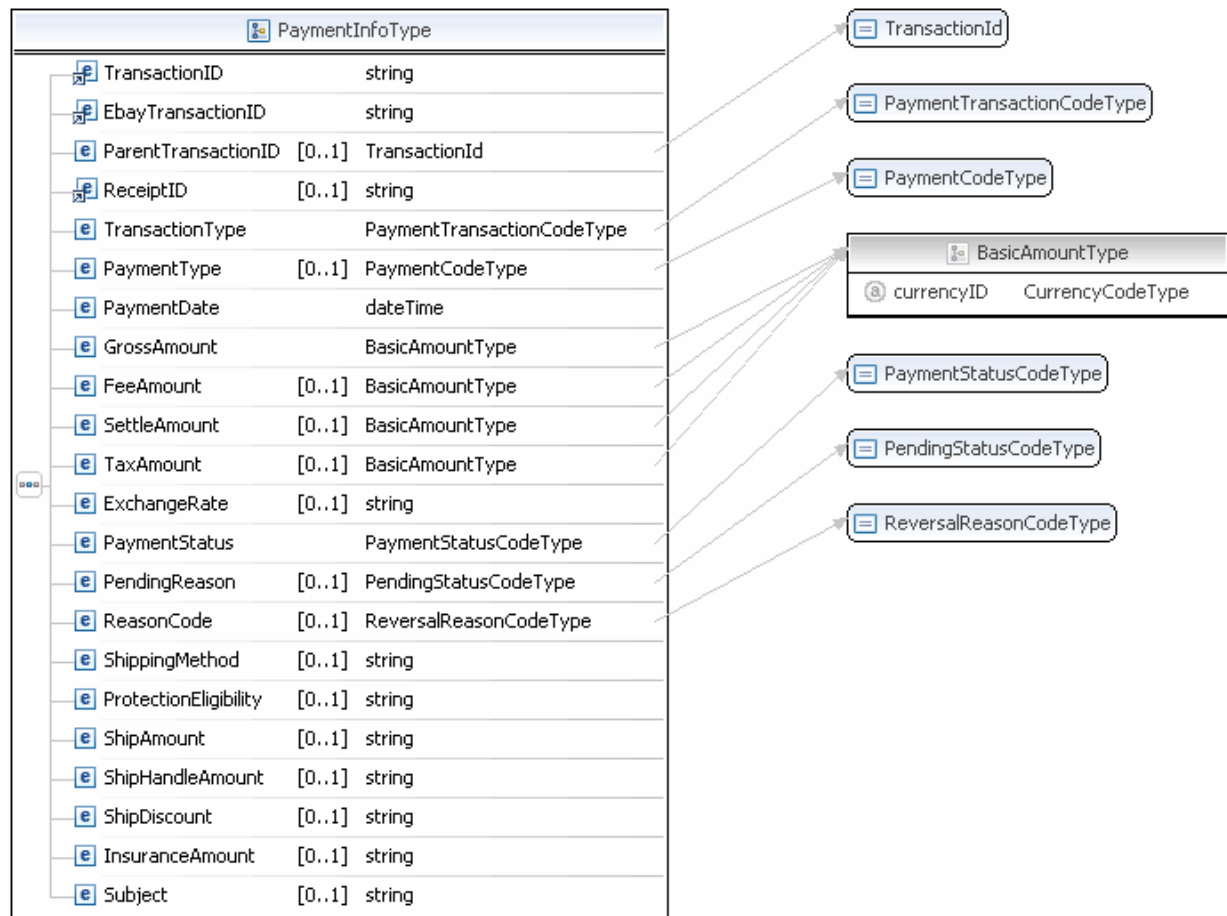 PaymentInfoType
TransactionID string
EbayTransactionID string
ParentTransactionID [0..1] TransactionId
ReceiptID [0..1] string
TransactionType PaymentTransactionCodeType
PaymentType [0..1] PaymentCodeType
PaymentDate dateTime
GrossAmount BasicAmountType
FeeAmount [0..1] BasicAmountType
SettleAmount [0..1] BasicAmountType
TaxAmount [0..1] BasicAmountType
ExchangeRate [0..1] string
PaymentStatus PaymentStatusCodeType
PendingReason [0..1] PendingStatusCodeType
ReasonCode [0..1] ReversalReasonCodeType
ShippingMethod [0..1] string
ProtectionEligibility [0..1] string
ShipAmount [0..1] string
ShipHandleAmount [0..1] string
ShipDiscount [0..1] string
InsuranceAmount [0..1] string
Subject [0..1] string
TransactionId
PaymentTransactionCodeType
PaymentCodeType
BasicAmountType
currencyID CurrencyCodeType
PaymentStatusCodeType
PendingStatusCodeType
ReversalReasonCodeType